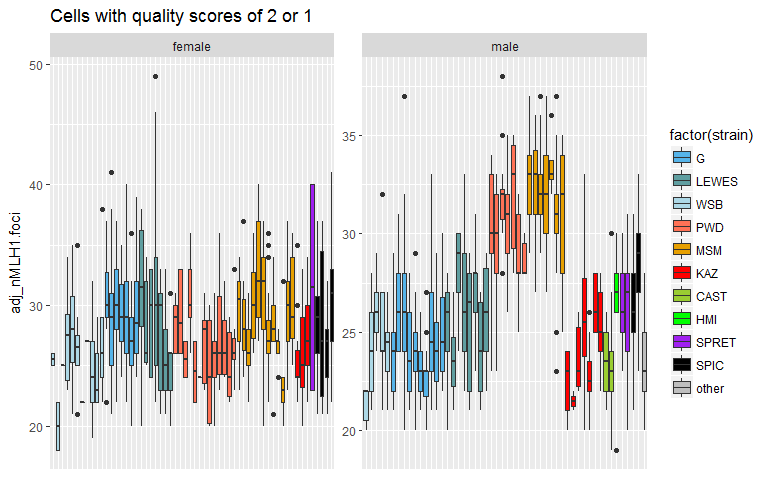 Cells with quality scores of 2 or 1
female
male
adj_nMLH1.foci
50
40
30
20
35
30
25
20
factor(strain)
G
LEWES
WSB
PWD
MSM
KAZ
CAST
HMI
SPRET
SPIC
other